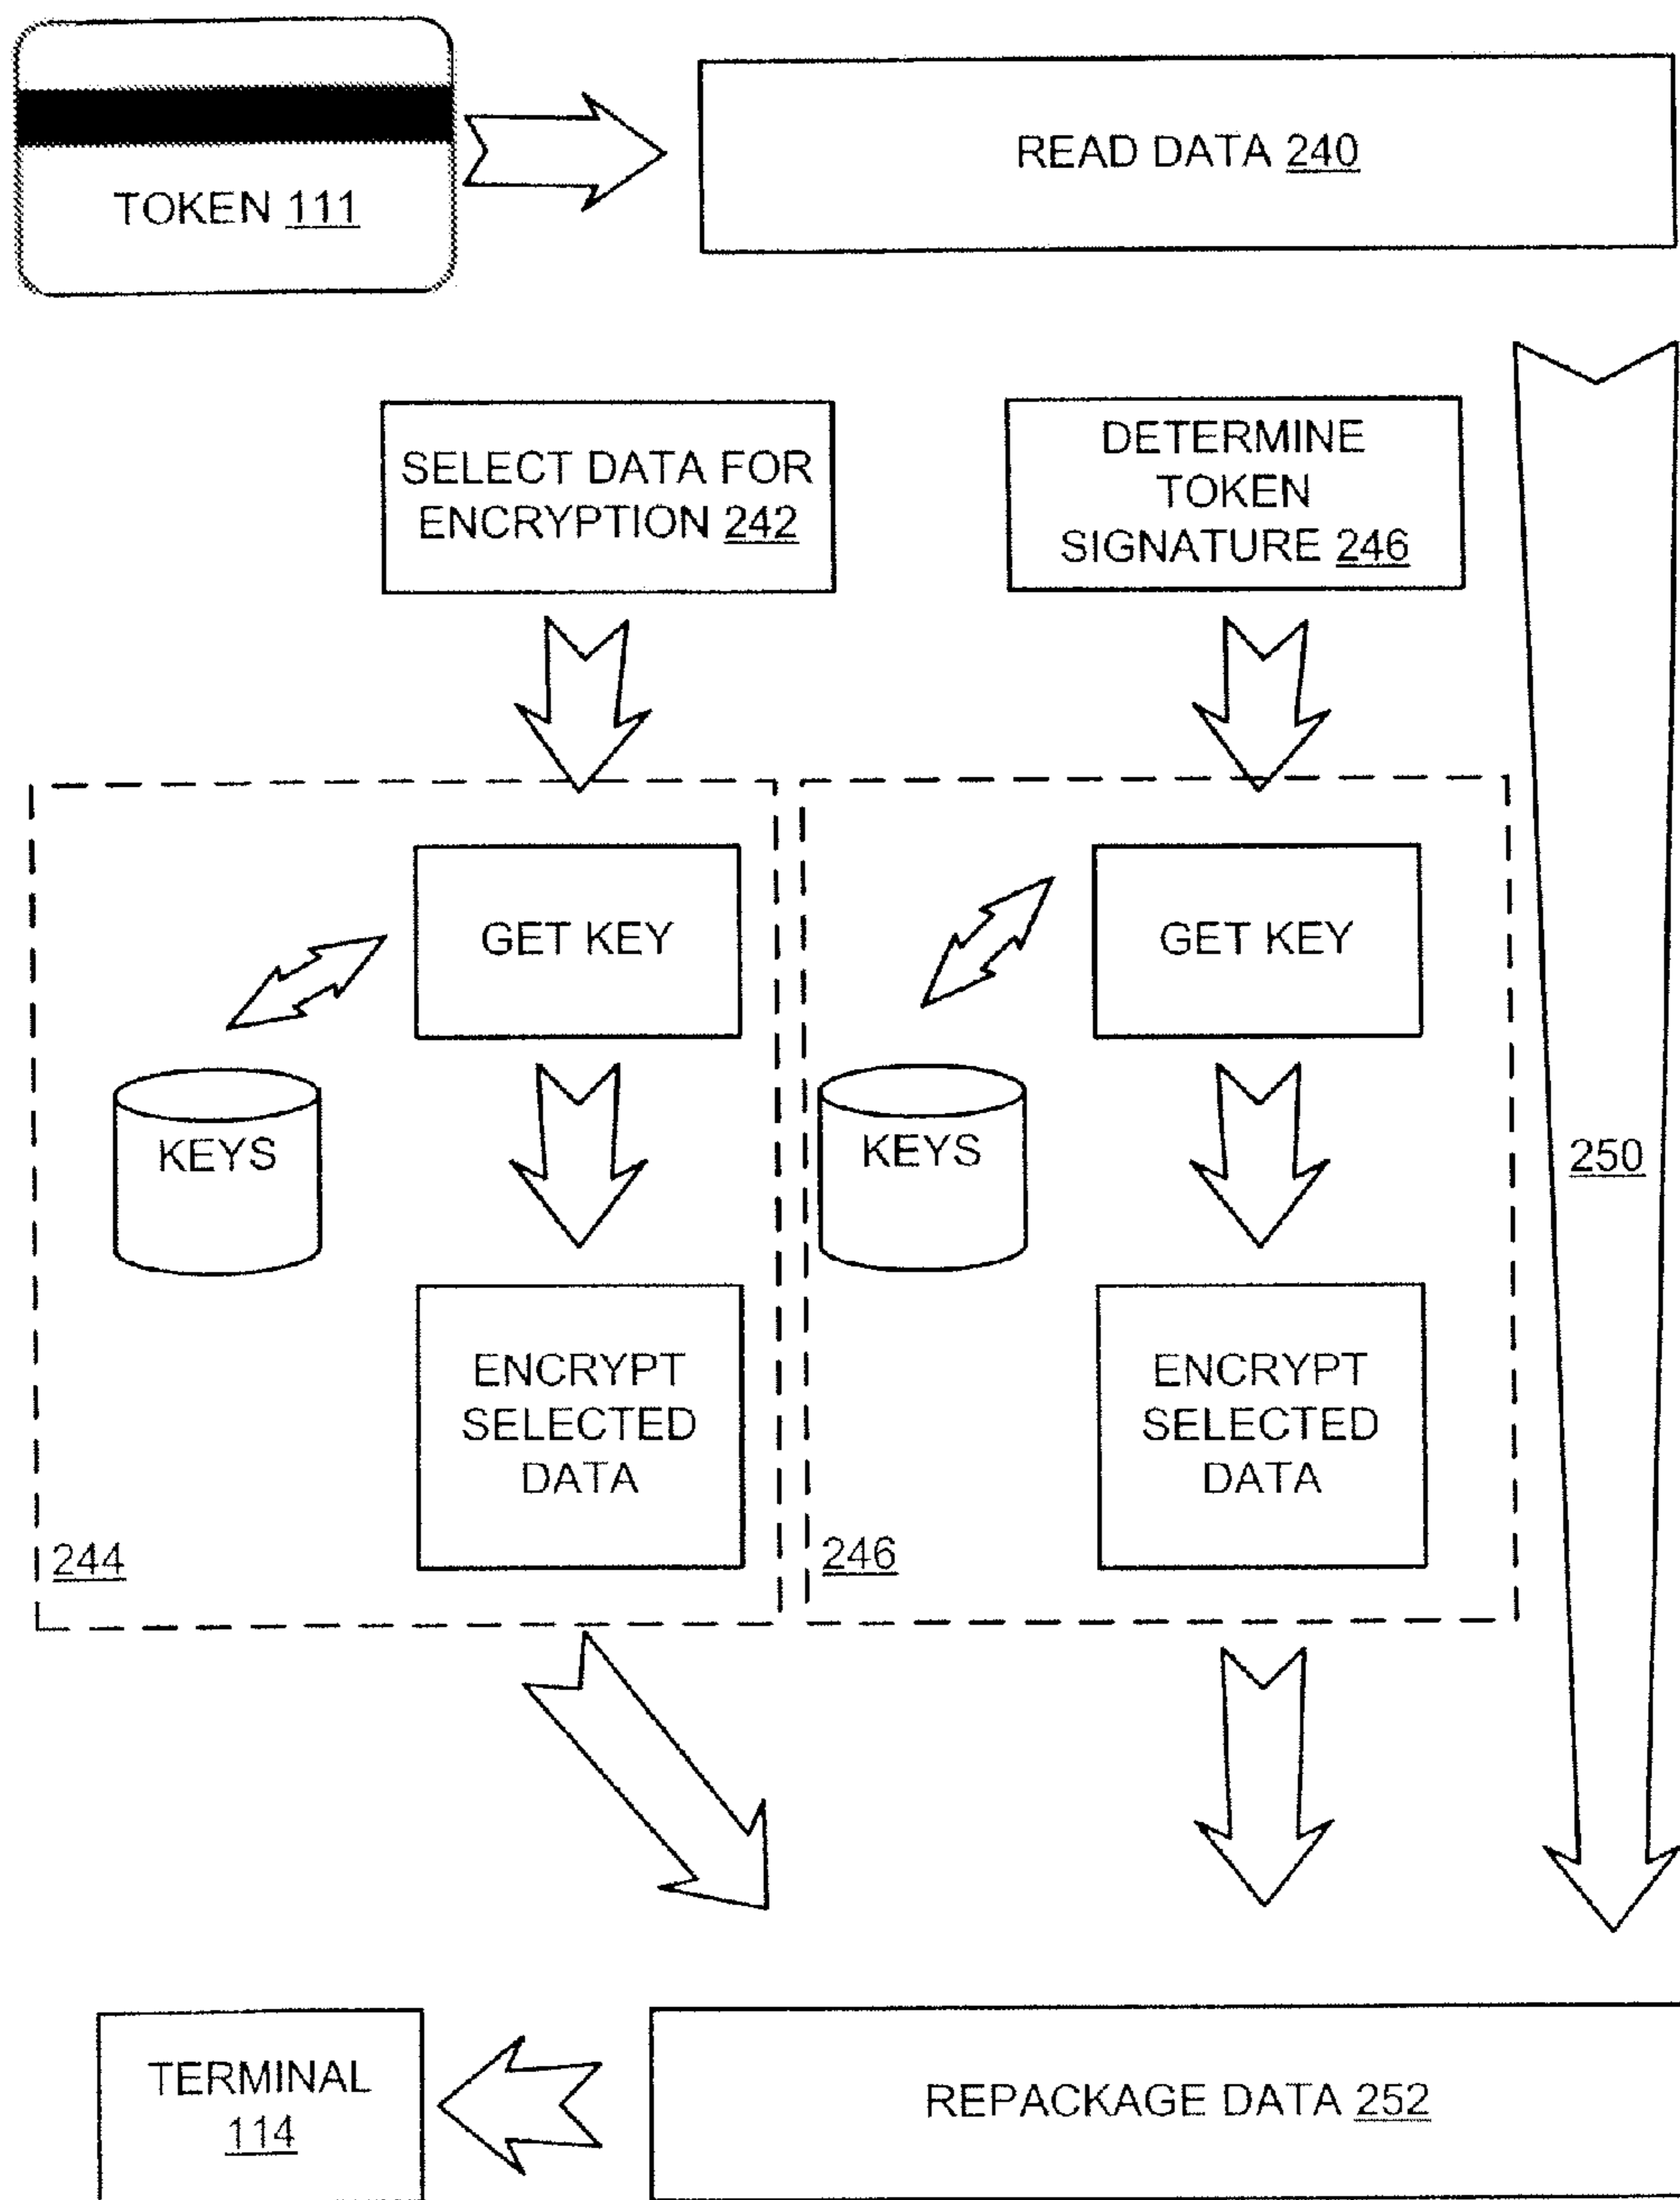 TOKEN 111
READ DATA 240
SELECT DATA FOR
ENCRYPTION 242
DETERMINE
TOKEN
SIGNATURE 246
GET KEY
KEYS
ENCRYPT
SELECTED
DATA
244
GET KEY
KEYS
ENCRYPT
SELECTED
DATA
246
250
TERMINAL
114
REPACKAGE DATA 252